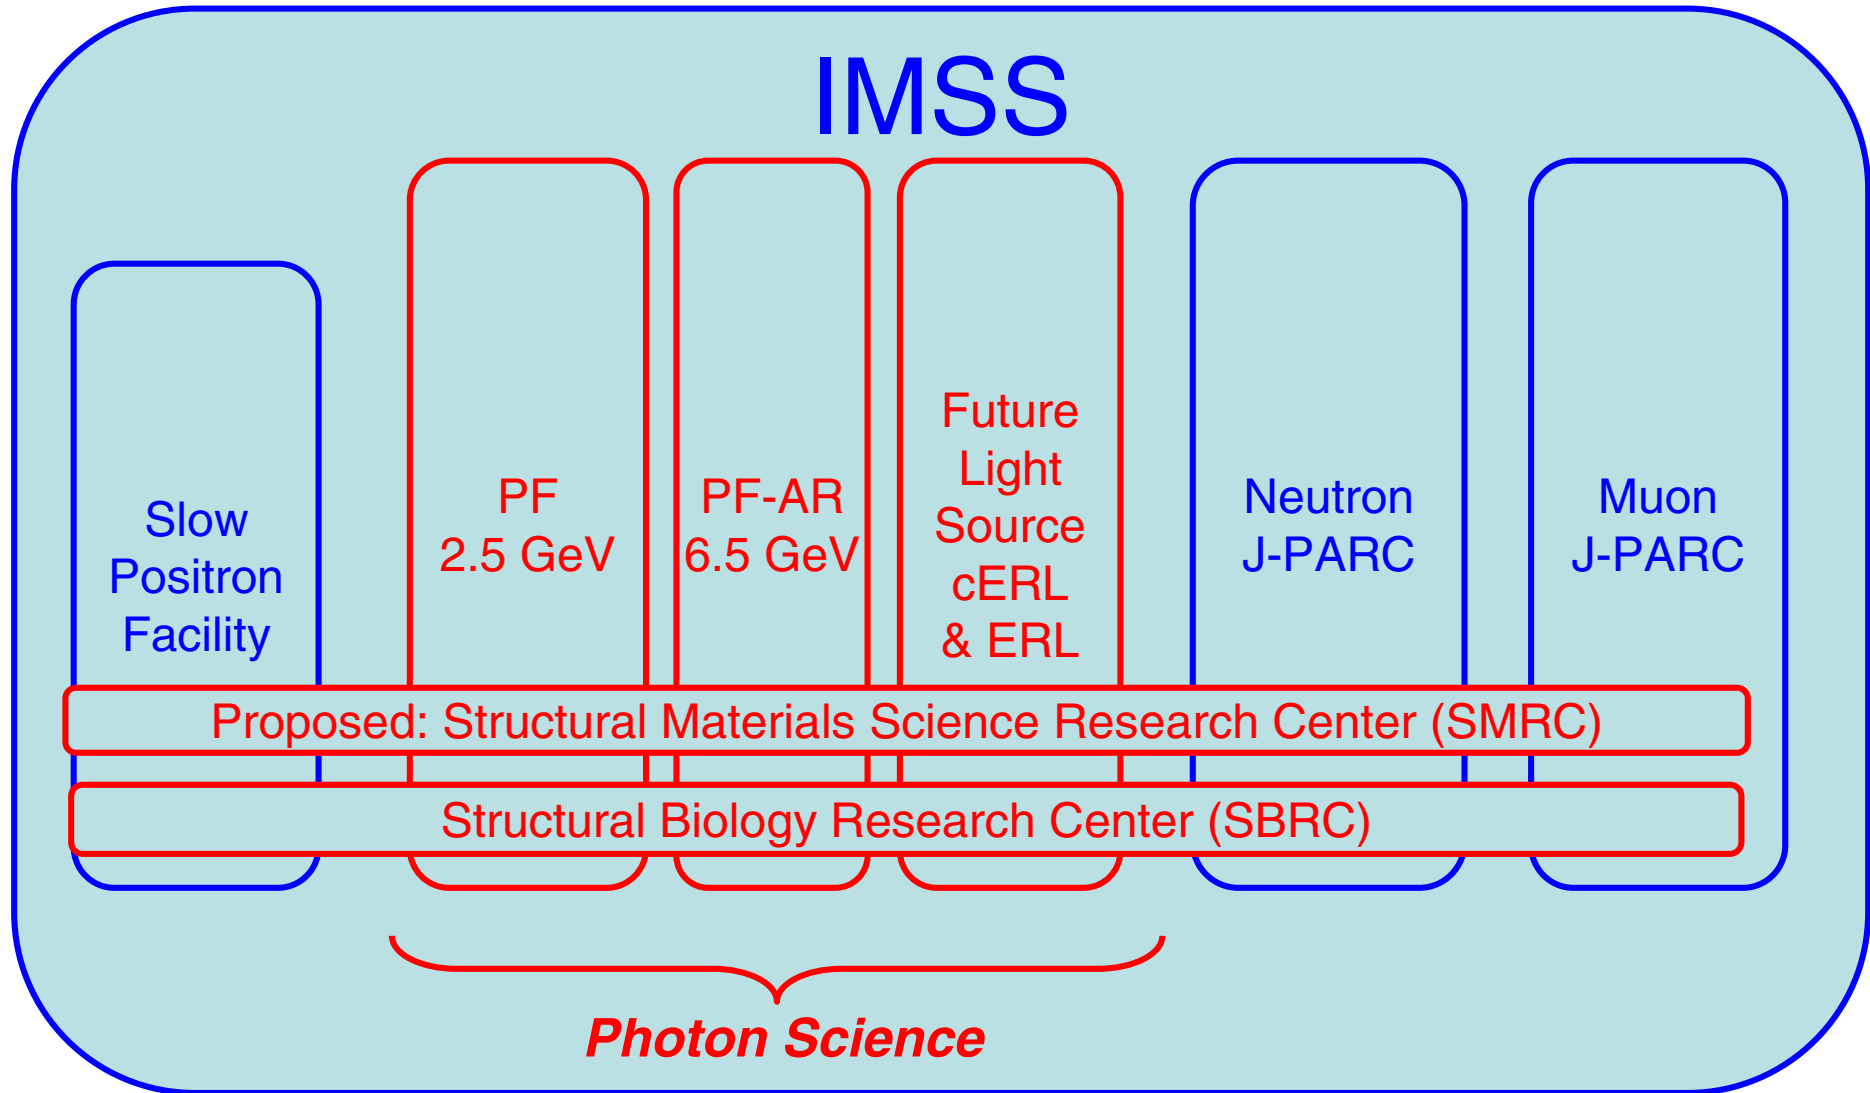 IMSS
Slow
Positron
Facility
PF
2.5 GeV
PF-AR
6.5 GeV
Future
Light
Source
cERL
& ERL
Neutron
J-PARC
Muon
J-PARC
Proposed: Structural Materials Science Research Center (SMRC)
Structural Biology Research Center (SBRC)
Photon Science